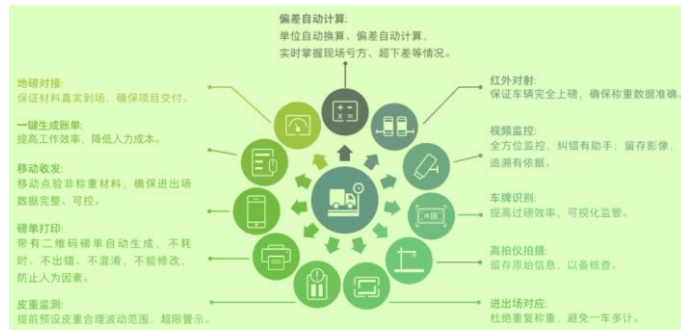 偏差自动计算:
单位自动换算、偏差自动计算,
实时掌握现场亏方、超下差等情况。
地磅对接:
保证材料真实到场，确保项目交付。
一键生成账单:
提高工作效率，降低人力成本。
移动收发:
移动点验非称重材料，确保进出场
数据完整、可控。
磅单打印:
带有二维码磅单自动生成，不耗
时、不出错、不混淆，不能修改，
防止人为因素。
皮重监测:
提前预设皮重合理波动范围，超限警示。
红外对射:
保证车辆完全上磅，确保称重数据准确。
视频监控:
全方位监控，纠错有助手；留存影像，
追溯有依据。
车牌识别:
提高过磅效率，可视化监管。
高拍仪拍摄:
留存原始信息，以备核查。
进出场对应:
杜绝重复称重，避免一车多计。